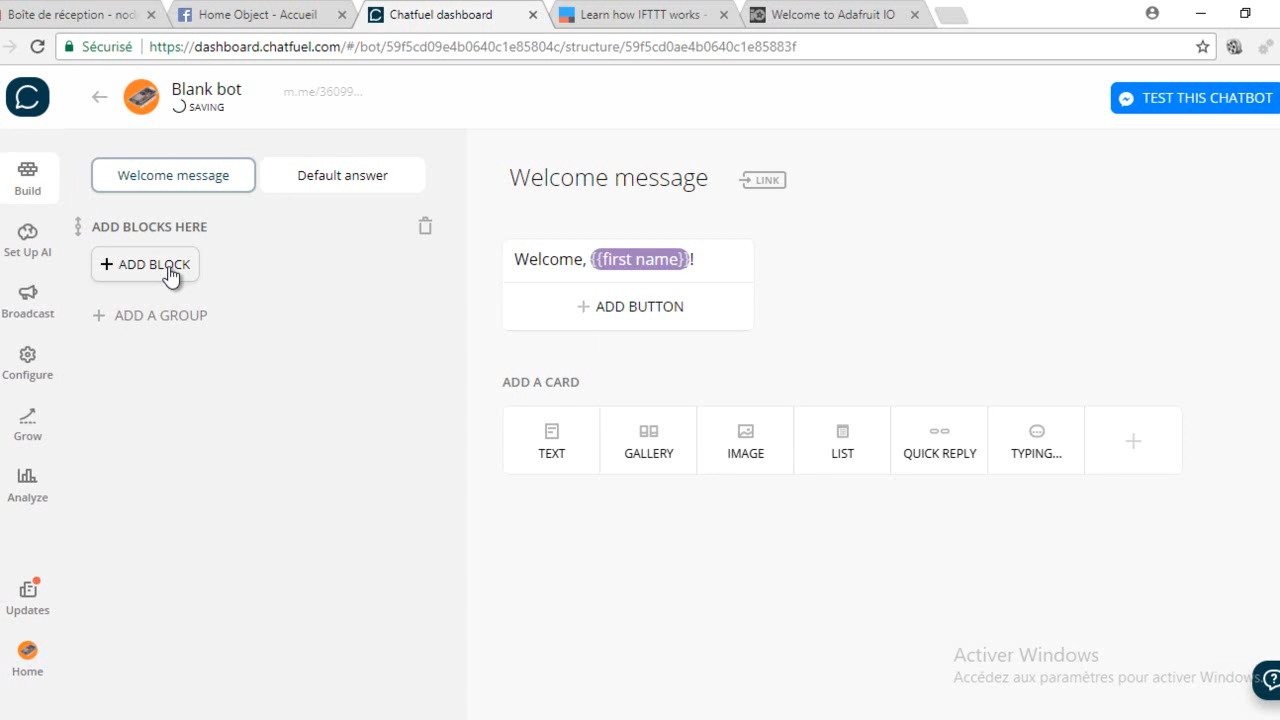 Boîte de réception - nod
Home Object - Accueil
Chatfuel dashboard
Learn how IFTTT works -
Welcome to Adafruit IO
Sécurisé
https://dashboard.chatfuel.com/#/bot/59f5cd09e4b0640c1e85804c/structure/59f5cd0ae4b0640c1e85883f
Blank bot
SAVING
m.me/36099...
TEST THIS CHATBOT
Build
Set Up AI
Broadcast
Configure
Grow
Analyze
Updates
Home
Welcome message
Default answer
ADD BLOCKS HERE
+ ADD BLOCK
+ ADD A GROUP
Welcome message
LINK
Welcome, {{first name}}!
+ ADD BUTTON
ADD A CARD
TEXT
GALLERY
IMAGE
LIST
QUICK REPLY
TYPING...
+
Activer Windows
Accédez aux paramètres pour activer Windows.